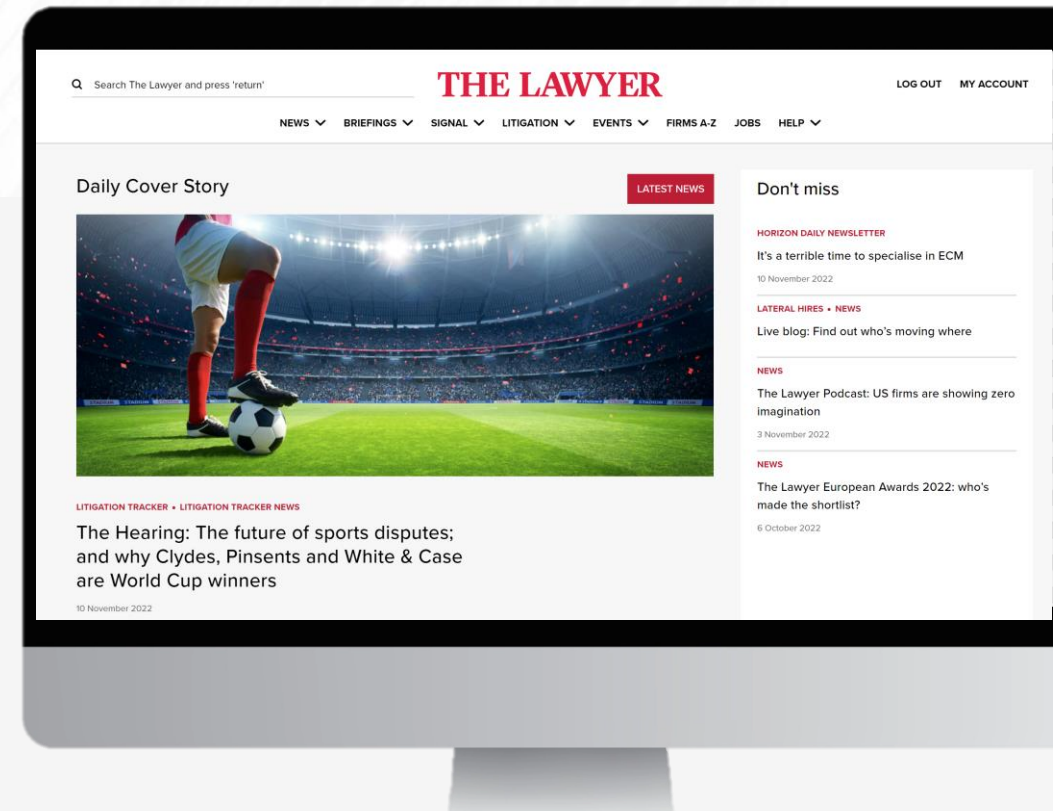 Search The Lawyer and press 'return'
THE LAWYER
LOG OUT MY ACCOUNT
NEWS BRIEFINGS SIGNAL LITIGATION EVENTS FIRMS A-Z JOBS HELP
Daily Cover Story
LATEST NEWS
LITIGATION TRACKER • LITIGATION TRACKER NEWS
The Hearing: The future of sports disputes;
and why Clydes, Pinsents and White & Case
are World Cup winners
10 November 2022
Don't miss
HORIZON DAILY NEWSLETTER
It's a terrible time to specialise in ECM
10 November 2022
LATERAL HIRES • NEWS
Live blog: Find out who's moving where
NEWS
The Lawyer Podcast: US firms are showing zero
imagination
3 November 2022
NEWS
The Lawyer European Awards 2022: who's
made the shortlist?
6 October 2022